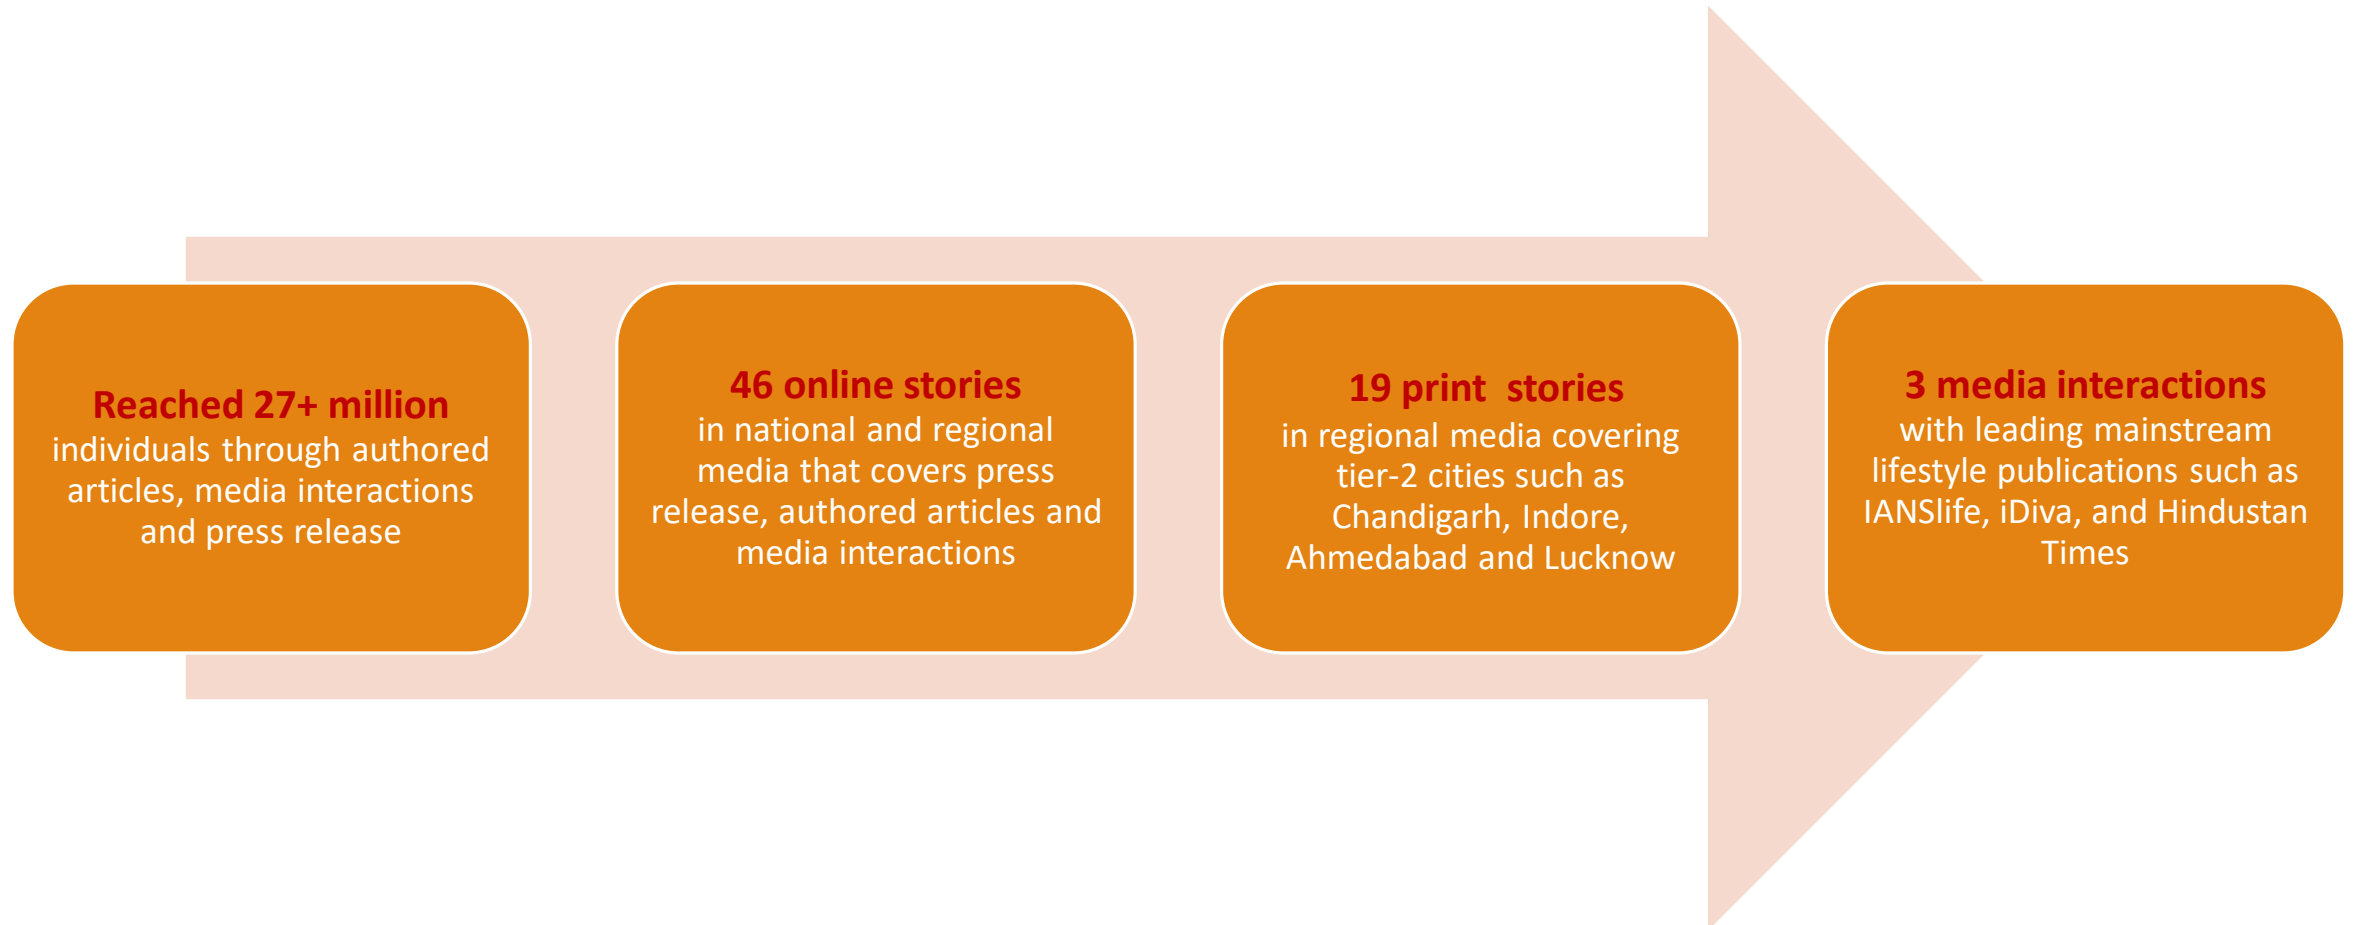 Reached 27+ million
individuals through authored
articles, media interactions
and press release
46 online stories
in national and regional
media that covers press
release, authored articles and
media interactions
19 print  stories
in regional media covering
tier-2 cities such as
Chandigarh, Indore,
Ahmedabad and Lucknow
3 media interactions
with leading mainstream
lifestyle publications such as
IANSlife, iDiva, and Hindustan
Times